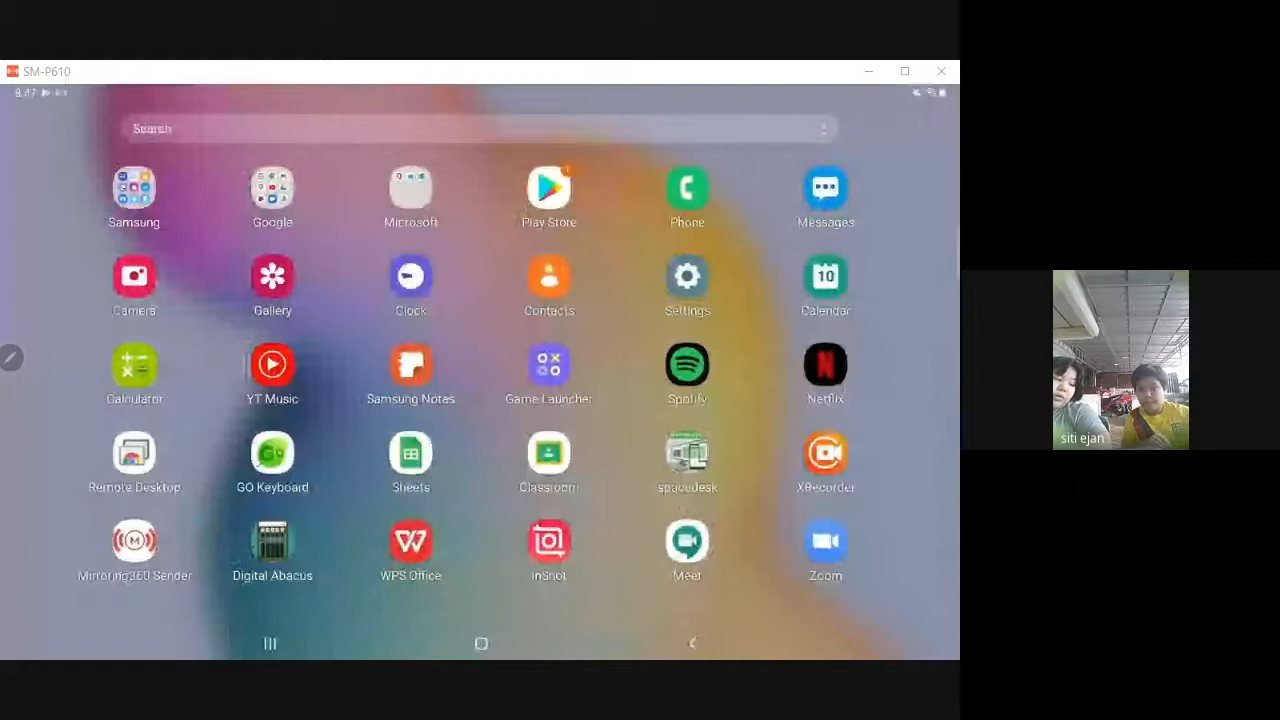 SM-P610
Search
Samsung
Google
Microsoft
Play Store
Phone
Messages
Camera
Gallery
Clock
Contacts
Settings
10
Calendar
Calculator
YT Music
Samsung Notes
Game Launcher
Spotify
Netflix
Remote Desktop
GO Keyboard
Sheets
Classroom
spacedesk
XRecorder
Mirroring360 Sender
Digital Abacus
WPS Office
InShot
Meet
Zoom
siti ejan